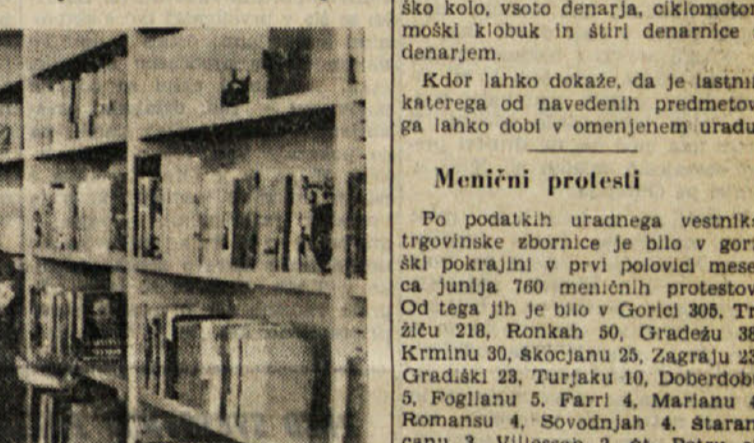 ško kolo, vsoto denarja, ciklomotor
moški klobuk in štiri denarnice
denarjem.
Kdor lahko dokaže, da je lastnik
katerega od navedenih predmetov
ga lahko dobi v omenjenem uradu
Menični protesti
Po podatkih uradnega vestnika
trgovinske zbornice je bilo v gori
ški pokrajini v prvi polovici mese
ca junija 760 meničnih protestov
Od tega jih je bilo v Gorici 305, Tr
žiču 218, Ronkah 50, Gradežu 38
Krminu 30, Škocjanu 25, Zagraju 23
Gradiški 23, Turjaku 10, Doberdobu
5, Foglianu 5, Farri 4, Marianu 4
Romansu 4, Sovodnjah 4, Štaran